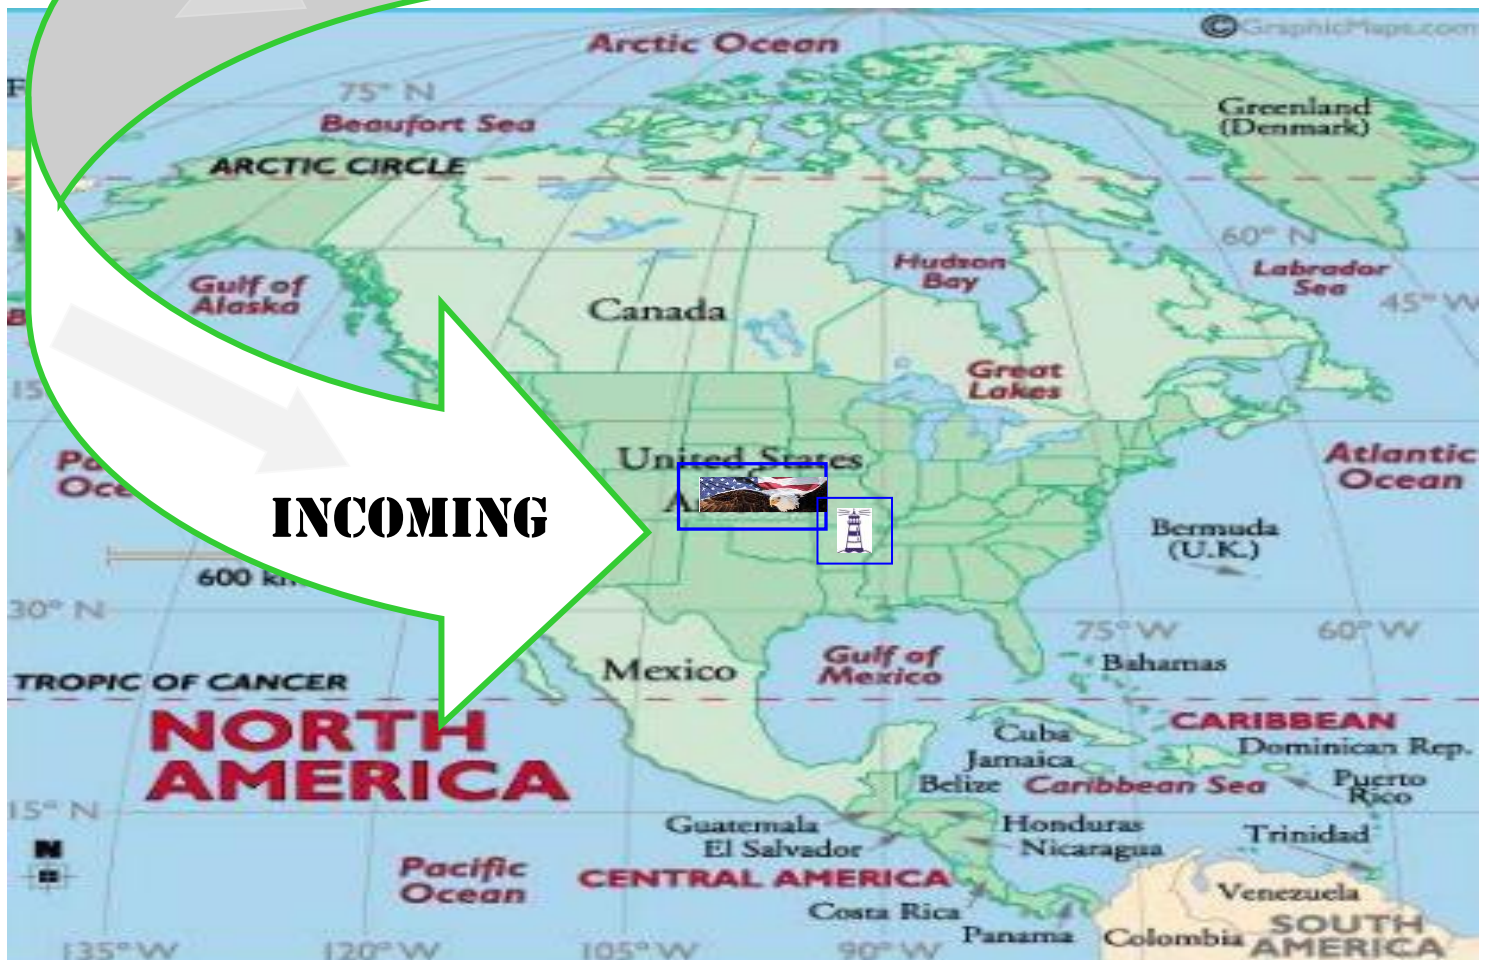 © GraphicMaps.com
Arctic Ocean
75° N
Greenland
(Denmark)
Beaufort Sea
ARCTIC CIRCLE
60° N
Hudson
Bay
Labrador
Sea
Gulf of
Alaska
45° W
Canada
Great
Lakes
United States
Atlantic
Ocean
INCOMING
Bermuda
(U.K.)
600
30° N
75° W
60° W
Gulf of
Mexico
Bahamas
Mexico
TROPIC OF CANCER
NORTH
AMERICA
CARIBBEAN
Cuba
Dominican Rep.
Jamaica
Belize
Caribbean Sea
Puerto
Rico
15° N
Guatemala
Honduras
Trinidad
El Salvador
Nicaragua
N
Pacific
Ocean
CENTRAL AMERICA
Venezuela
Costa Rica
SOUTH
AMERICA
Panama
Colombia
135° W
120° W
105° W
90° W